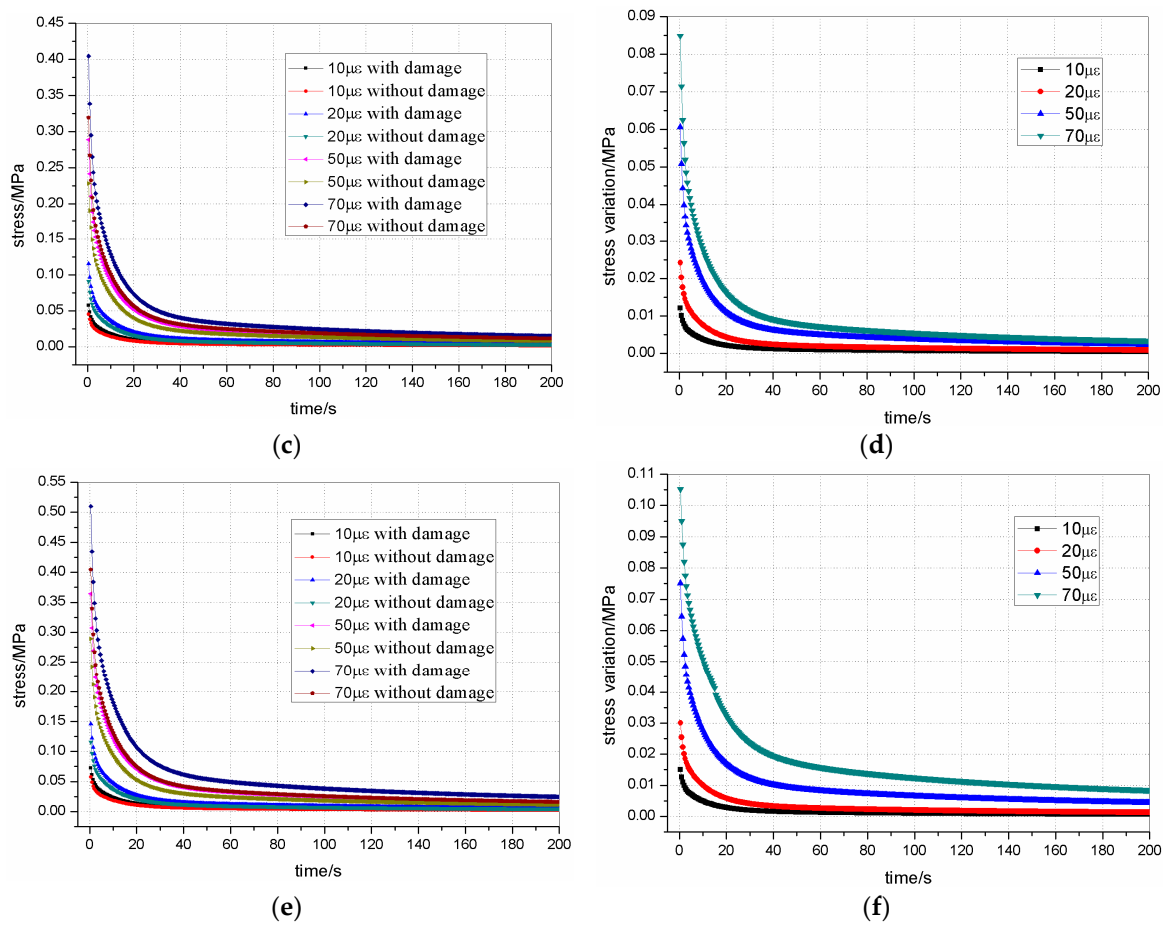 0.45
0.40
0.35
0.30
0.25
0.20
0.15
0.10
0.05
0.00
stress/MPa
10με with damage
10με without damage
20με with damage
20με without damage
50με with damage
50με without damage
70με with damage
70με without damage
0 20 40 60 80 100 120 140 160 180 200
time/s
(c)
0.09
0.08
0.07
0.06
0.05
0.04
0.03
0.02
0.01
0.00
stress variation/MPa
10με
20με
50με
70με
0 20 40 60 80 100 120 140 160 180 200
time/s
(d)
0.55
0.50
0.45
0.40
0.35
0.30
0.25
0.20
0.15
0.10
0.05
0.00
stress/MPa
10με with damage
10με without damage
20με with damage
20με without damage
50με with damage
50με without damage
70με with damage
70με without damage
0 20 40 60 80 100 120 140 160 180 200
time/s
(e)
0.11
0.10
0.09
0.08
0.07
0.06
0.05
0.04
0.03
0.02
0.01
0.00
stress variation/MPa
10με
20με
50με
70με
0 20 40 60 80 100 120 140 160 180 200
time/s
(f)